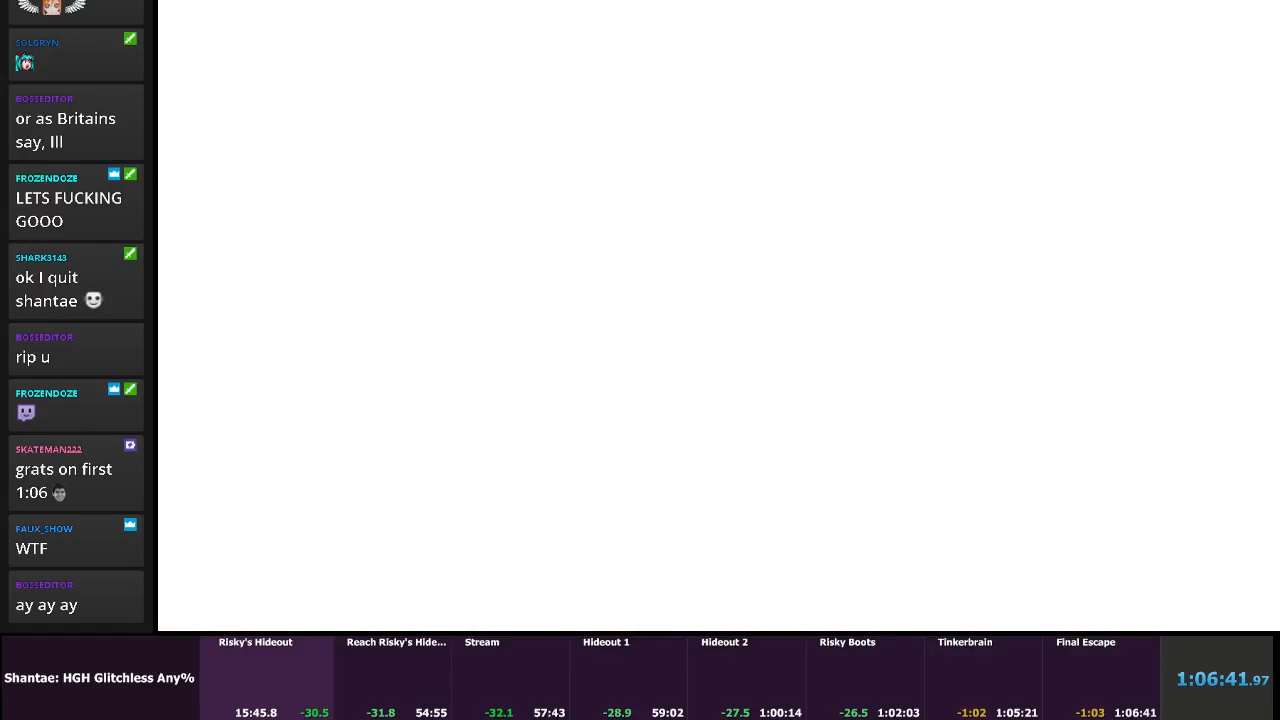 SOLGRYN
BOSSEDITOR
or as Britains
say, lll
FROZENDOZE
LETS FUCKING
GOOO
SHARK3143
ok I quit
shantae
BOSSEDITOR
rip u
FROZENDOZE
SKATEMAN222
grats on first
1:06
FAUX_SHOW
WTF
BOSSEDITOR
ay ay ay
Shantae: HGH Glitchless Any%
Risky's Hideout
15:45.8 -30.5
Reach Risky's Hide...
-31.8 54:55
Stream
-32.1 57:43
Hideout 1
-28.9 59:02
Hideout 2
-27.5 1:00:14
Risky Boots
-26.5 1:02:03
Tinkerbrain
-1:02 1:05:21
Final Escape
-1:03 1:06:41
1:06:41.97